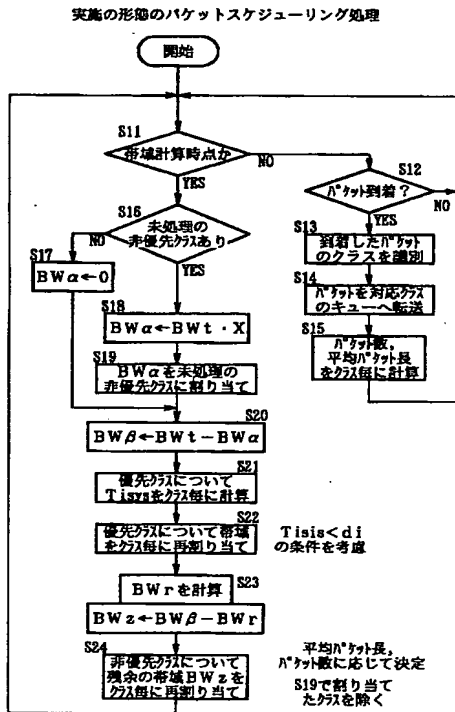 実施の形態のパケットスケジューリング処理
開始
S11
帯域計算時点か
NO
YES
S12
ﾊﾟｹｯﾄ到着？
NO
YES
S16
未処理の
非優先クラスあり
NO
YES
S17
BWα←0
S13
到着したパケット
のクラスを識別
S14
ﾊﾟｹｯﾄを対応ｸﾗｽ
のキューへ転送
S15
ﾊﾟｹｯﾄ数，
平均ﾊﾟｹｯﾄ長
をクラス毎に計算
S18
BWα←BWt・X
S19
BWαを未処理の
非優先クラスに割り当て
S20
BWβ←BWt－BWα
S21
優先クラスについて
Tisysをクラス毎に計算
S22
優先クラスについて帯域
をクラス毎に再割り当て
Tisis＜di
の条件を考慮
S23
BWrを計算
BWz←BWβ－BWr
S24
非優先クラスについて
残余の帯域BWzを
クラス毎に再割り当て
平均ﾊﾟｹｯﾄ長，
ﾊﾟｹｯﾄ数に応じて決定
S19で割り当て
たクラスを除く